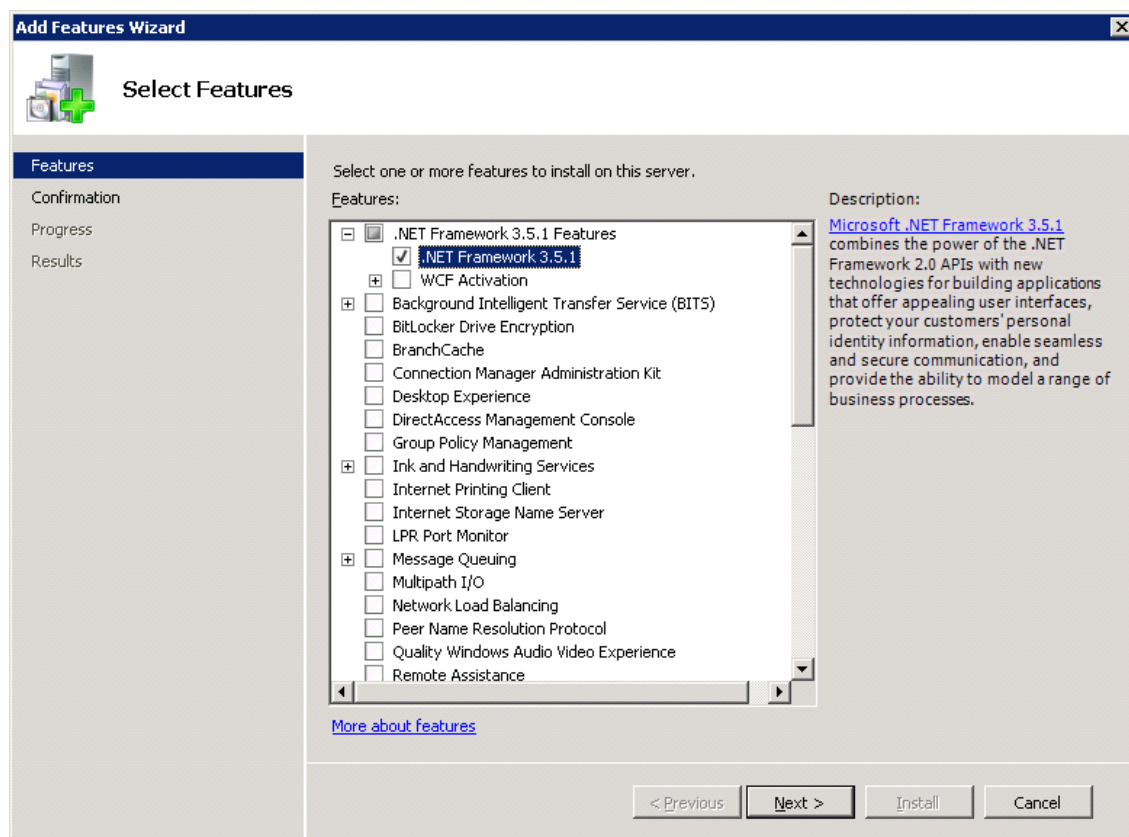 Add Features Wizard
Select Features
Features
Confirmation
Progress
Results
Select one or more features to install on this server.
Features:
.NET Framework 3.5.1 Features
.NET Framework 3.5.1
WCF Activation
Background Intelligent Transfer Service (BITS)
BitLocker Drive Encryption
BranchCache
Connection Manager Administration Kit
Desktop Experience
DirectAccess Management Console
Group Policy Management
Ink and Handwriting Services
Internet Printing Client
Internet Storage Name Server
LPR Port Monitor
Message Queuing
Multipath I/O
Network Load Balancing
Peer Name Resolution Protocol
Quality Windows Audio Video Experience
Remote Assistance
More about features
Description:
Microsoft .NET Framework 3.5.1
combines the power of the .NET
Framework 2.0 APIs with new
technologies for building applications
that offer appealing user interfaces,
protect your customers' personal
identity information, enable seamless
and secure communication, and
provide the ability to model a range of
business processes.
< Previous
Next >
Install
Cancel